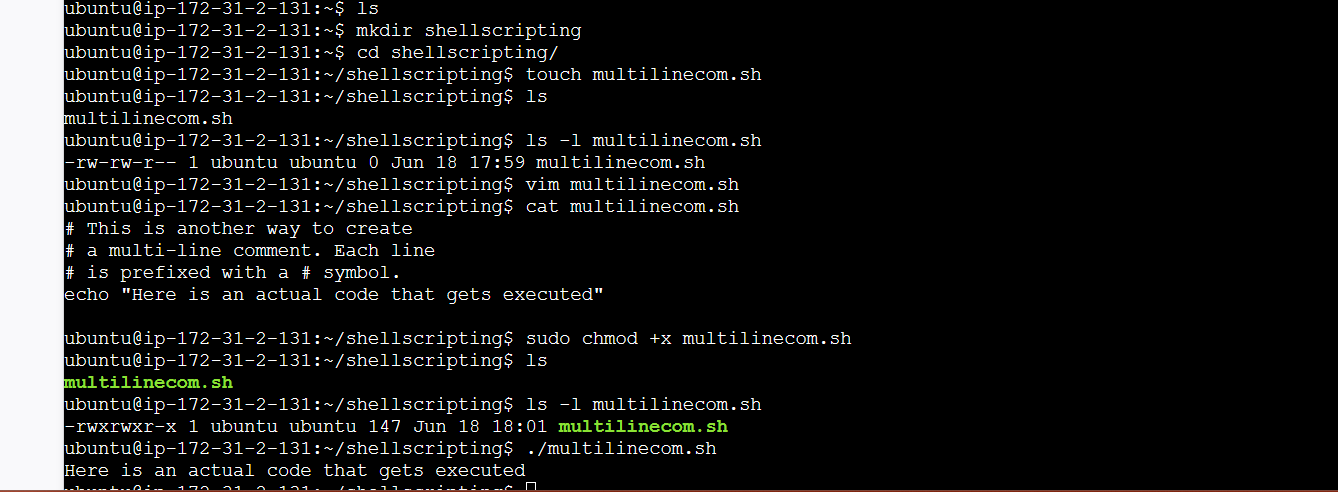 ubuntu@ip-172-31-2-131:~$ ls
ubuntu@ip-172-31-2-131:~$ mkdir shellscripting
ubuntu@ip-172-31-2-131:~$ cd shellscripting/
ubuntu@ip-172-31-2-131:~/shellscripting$ touch multilinecom.sh
ubuntu@ip-172-31-2-131:~/shellscripting$ ls
multilinecom.sh
ubuntu@ip-172-31-2-131:~/shellscripting$ ls -l multilinecom.sh
-rw-rw-r-- 1 ubuntu ubuntu 0 Jun 18 17:59 multilinecom.sh
ubuntu@ip-172-31-2-131:~/shellscripting$ vim multilinecom.sh
ubuntu@ip-172-31-2-131:~/shellscripting$ cat multilinecom.sh
# This is another way to create
# a multi-line comment. Each line
# is prefixed with a # symbol.
echo "Here is an actual code that gets executed"
ubuntu@ip-172-31-2-131:~/shellscripting$ sudo chmod +x multilinecom.sh
ubuntu@ip-172-31-2-131:~/shellscripting$ ls
multilinecom.sh
ubuntu@ip-172-31-2-131:~/shellscripting$ ls -l multilinecom.sh
-rwxrwxr-x 1 ubuntu ubuntu 147 Jun 18 18:01 multilinecom.sh
ubuntu@ip-172-31-2-131:~/shellscripting$ ./multilinecom.sh
Here is an actual code that gets executed
ubuntu@ip-172-31-2-131:~/shellscripting$